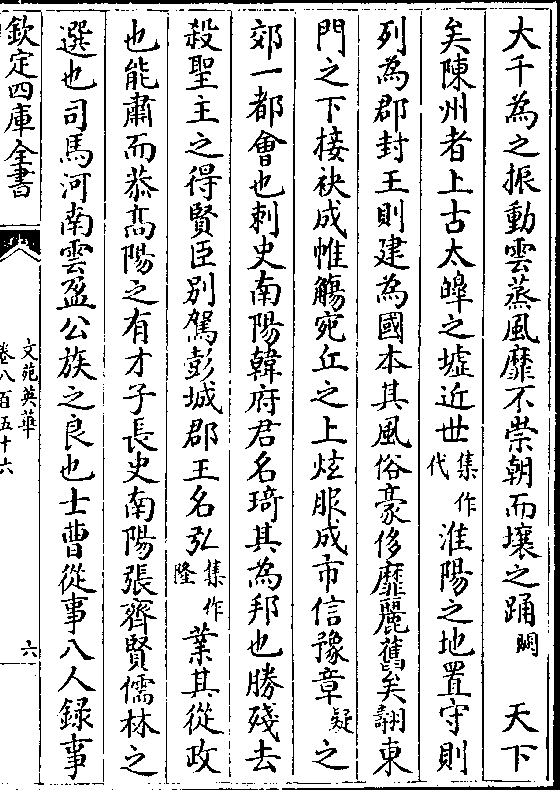 大千為之振動雲蒸風靡不崇朝而壤之踊闕天下
矣陳州者上古太皥之墟近世集作代淮陽之地置守則
列為郡封王則建為國本其風俗豪侈靡麗舊矣翽東
門之下接袂成帷觴宛丘之上炫服成市信豫章疑之
郊一都會也刺史南陽韓府君名琦其為邦也勝殘去
殺聖主之得賢臣別駕彭城郡王名弘集作隆業其從政
也能肅而恭高陽之有才子長史南陽張齊賢儒林之
選也司馬河南雲盈公族之良也士曹從事八人錄事
欽定四庫全書
文苑英華
卷八百五十六
六